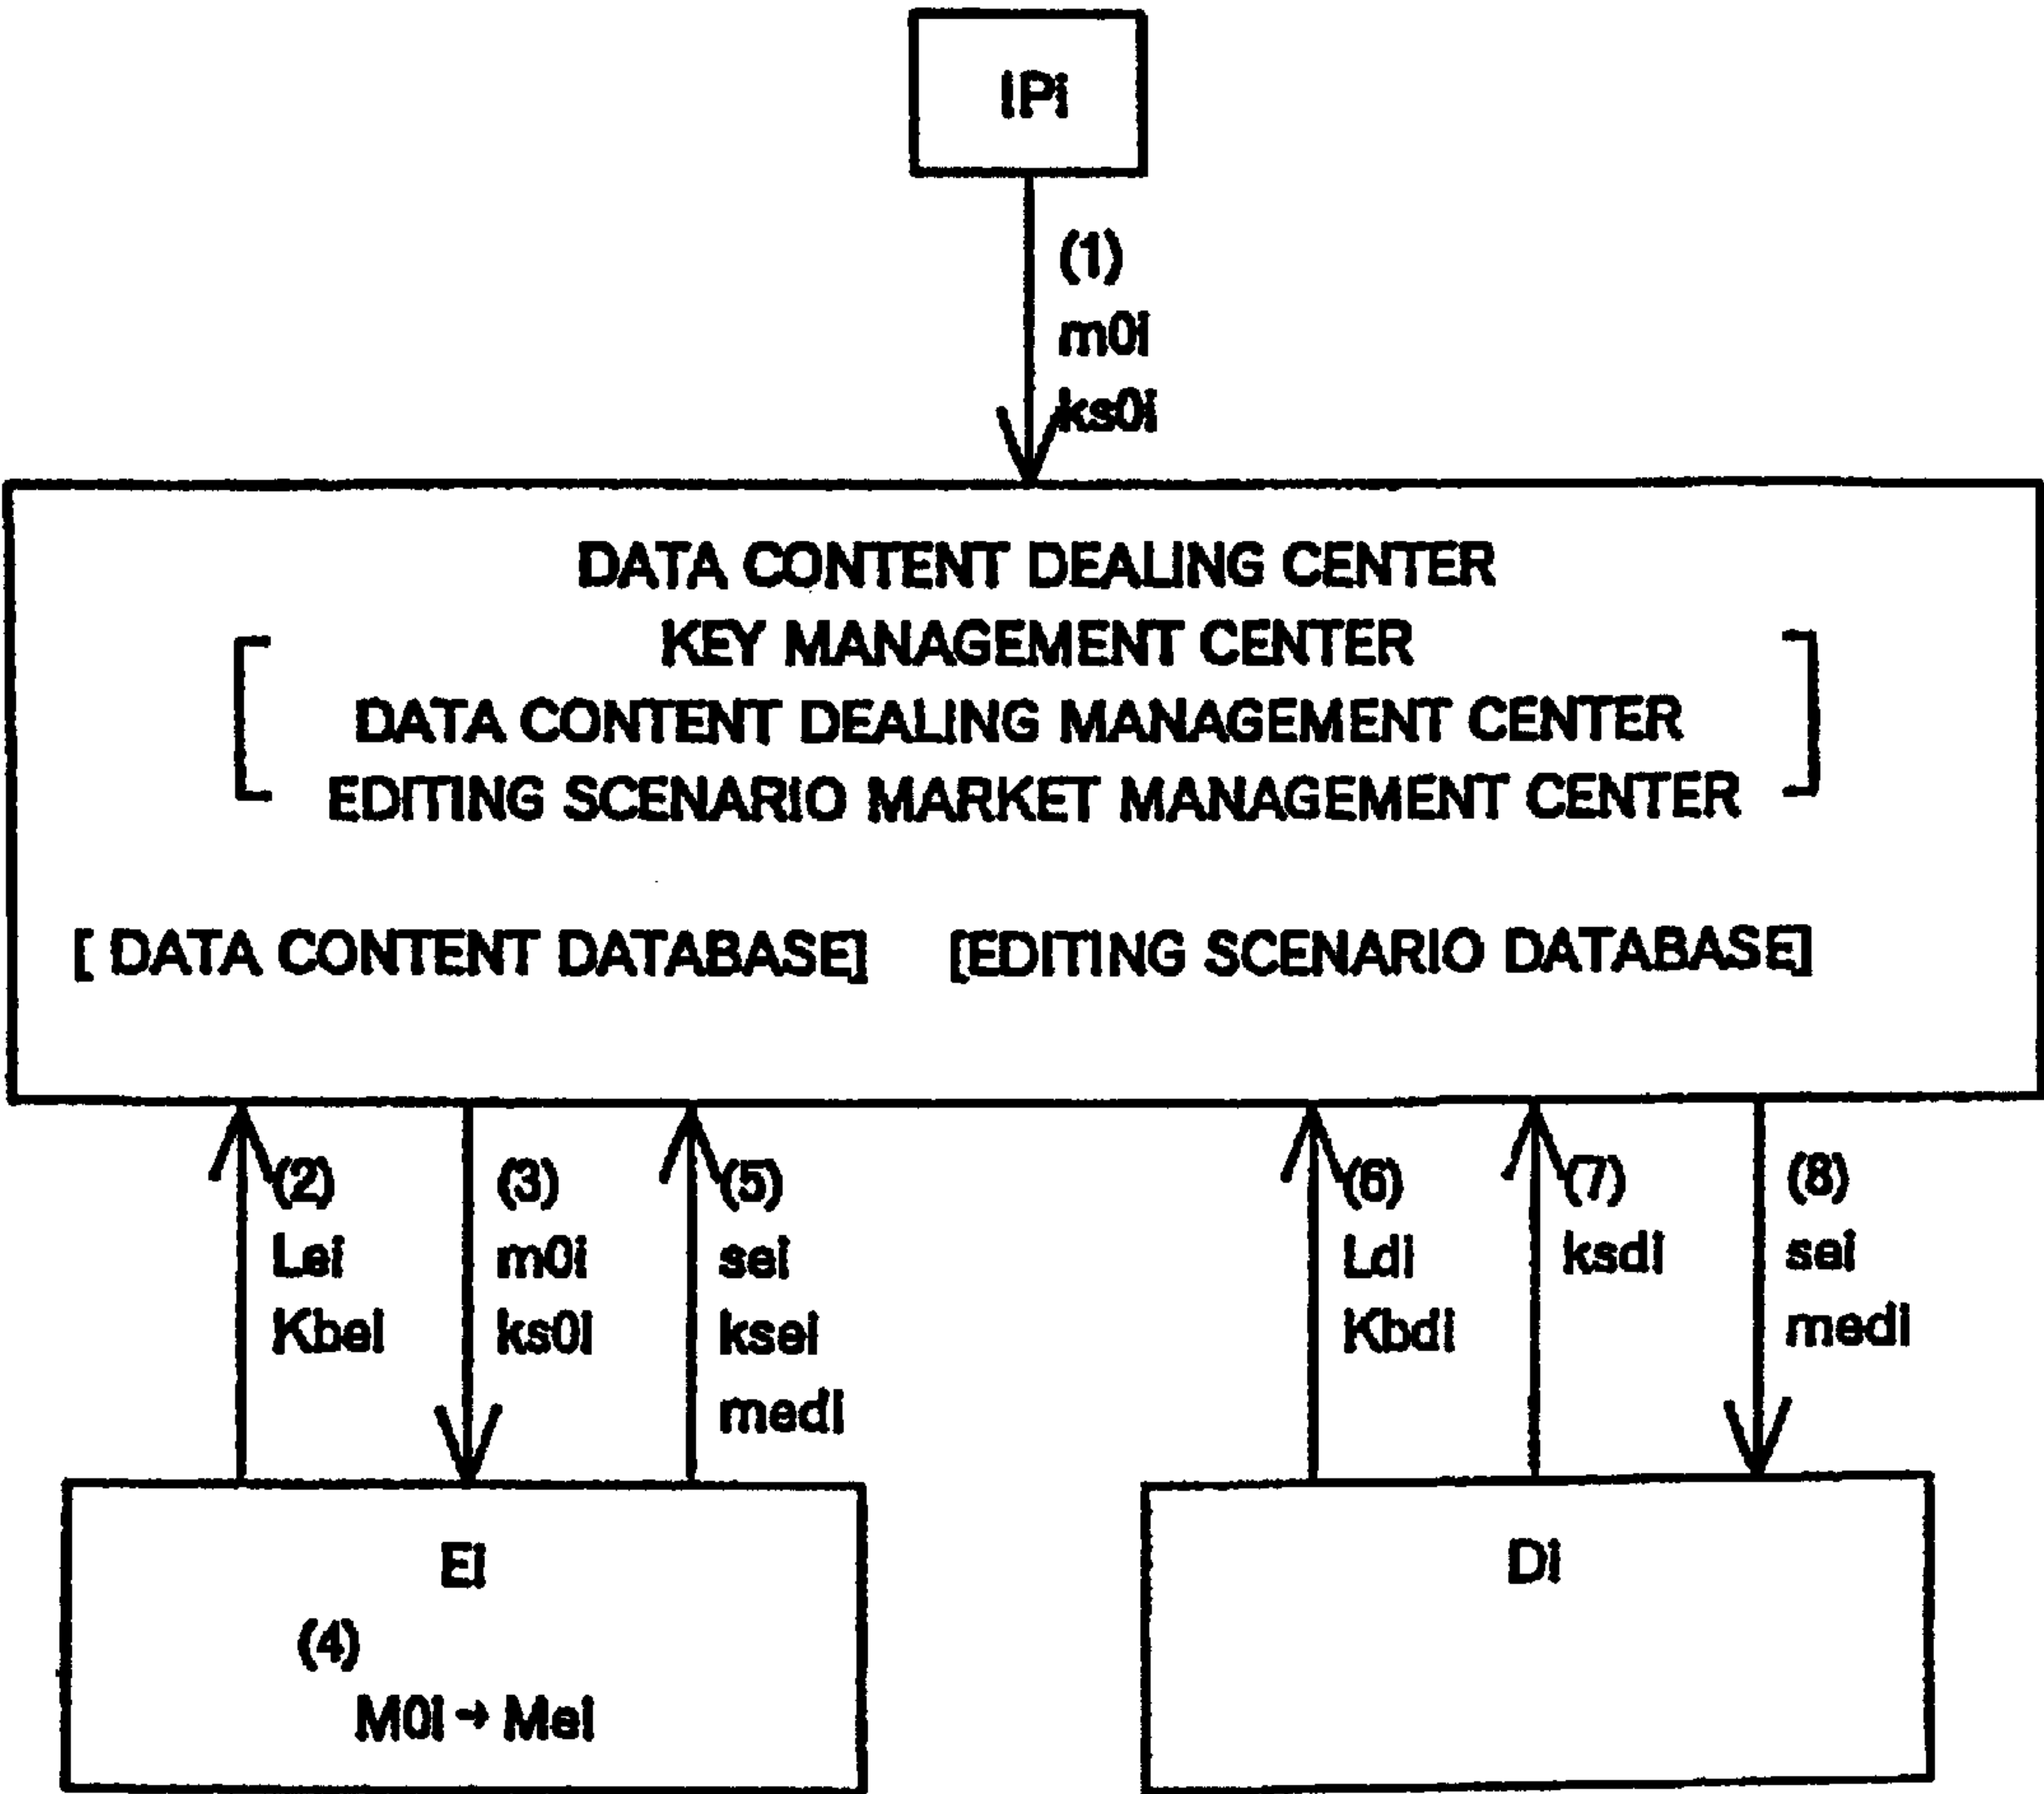 IPi
(1)
m0i
ks0i
DATA CONTENT DEALING CENTER
KEY MANAGEMENT CENTER
DATA CONTENT DEALING MANAGEMENT CENTER
EDITING SCENARIO MARKET MANAGEMENT CENTER
[ DATA CONTENT DATABASE] [EDITING SCENARIO DATABASE]
(2)
Lei
Kbei
(3)
m0i
ks0i
(5)
sei
ksei
medi
(6)
Ldi
Kbdi
(7)
ksdi
(8)
sei
medi
Ei
(4)
M0i → Mei
Di